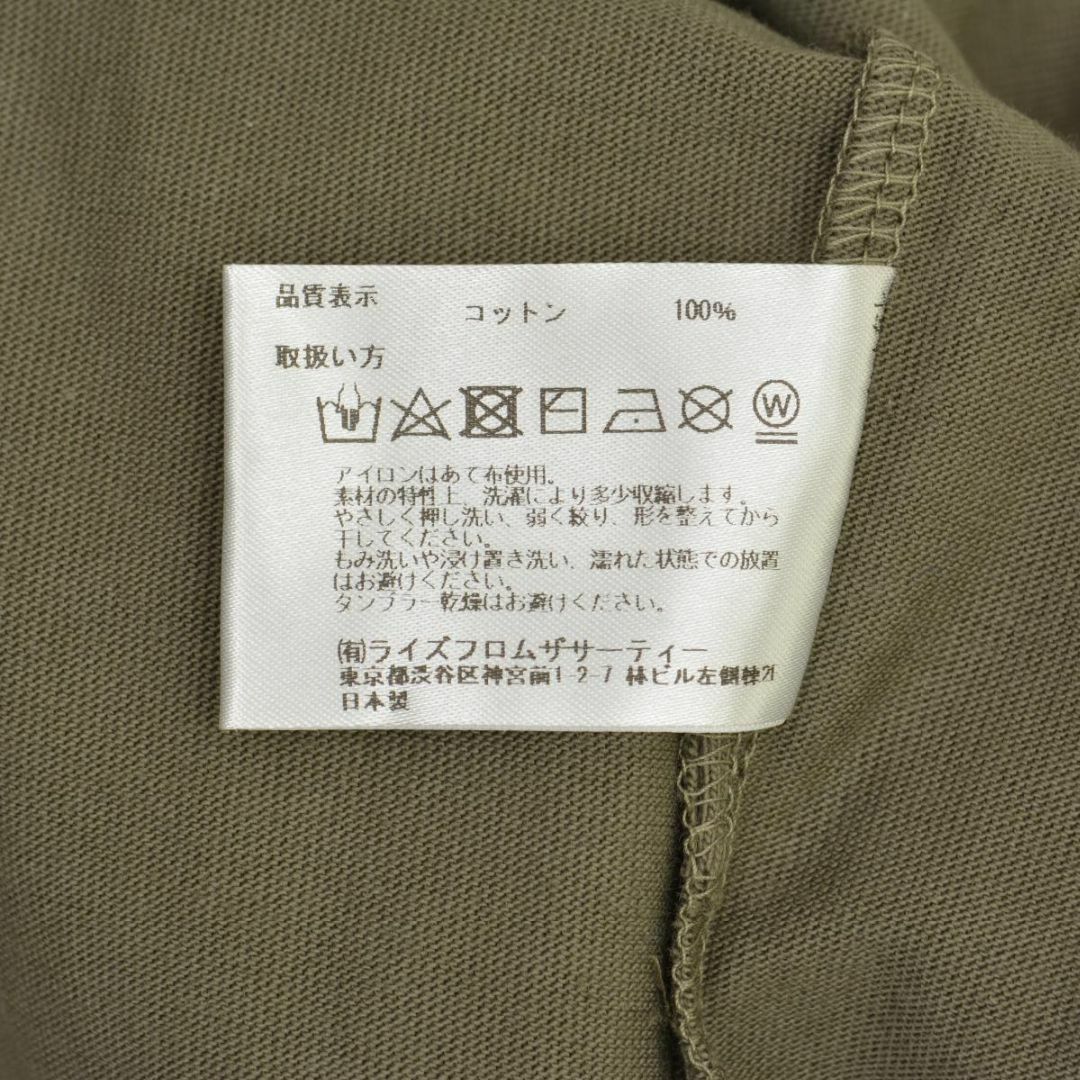 品質表示
コットン 100%
取扱い方
W
アイロンはあて布使用。
素材の特性上、洗濯により多少収縮します。
やさしく押し洗い、弱く絞り、形を整えてから
干してください。
もみ洗いや浸け置き洗い、濡れた状態での放置
はお避けください。
タンブラー乾燥はお避けください。
㈲ライズフロムザサーティー
東京都渋谷区神宮前1-2-7 林ビル左側棟2F
日本製